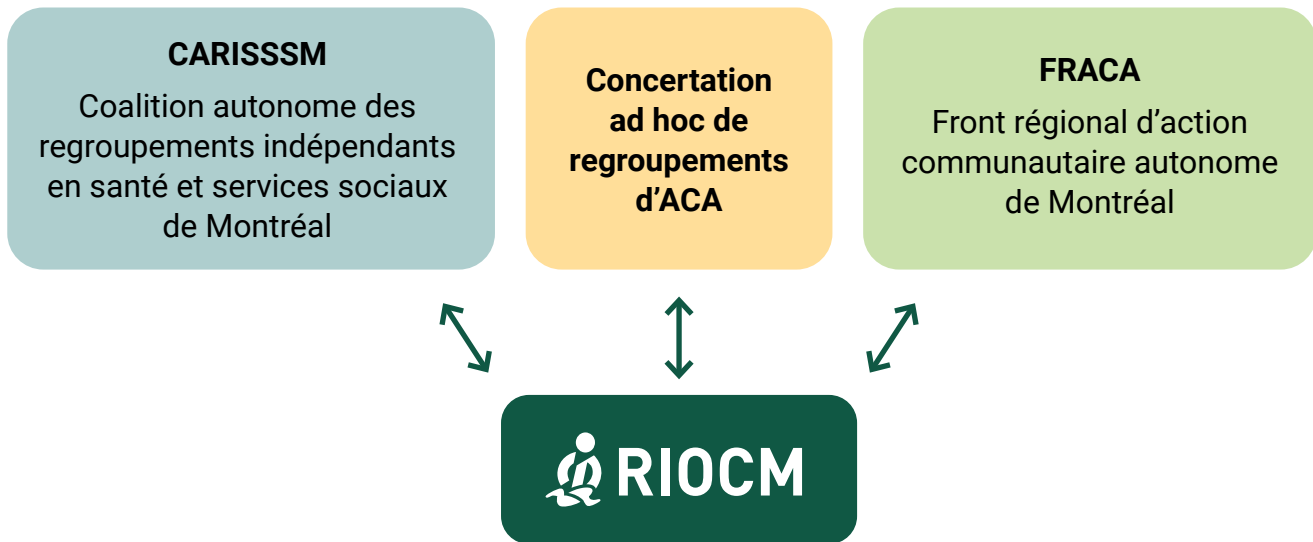 CARISSSM
Coalition autonome des
regroupements indépendants
en santé et services sociaux
de Montréal
Concertation
ad hoc de
regroupements
d’ACA
FRACA
Front régional d’action
communautaire autonome
de Montréal
RIOCM